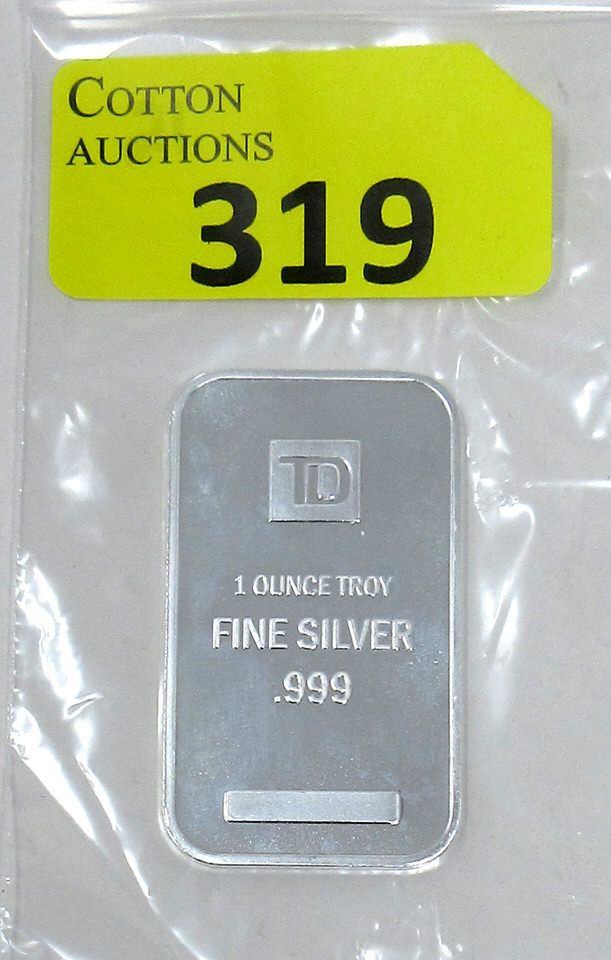 COTTON
AUCTIONS
319
TD
1 OUNCE TROY
FINE SILVER
.999